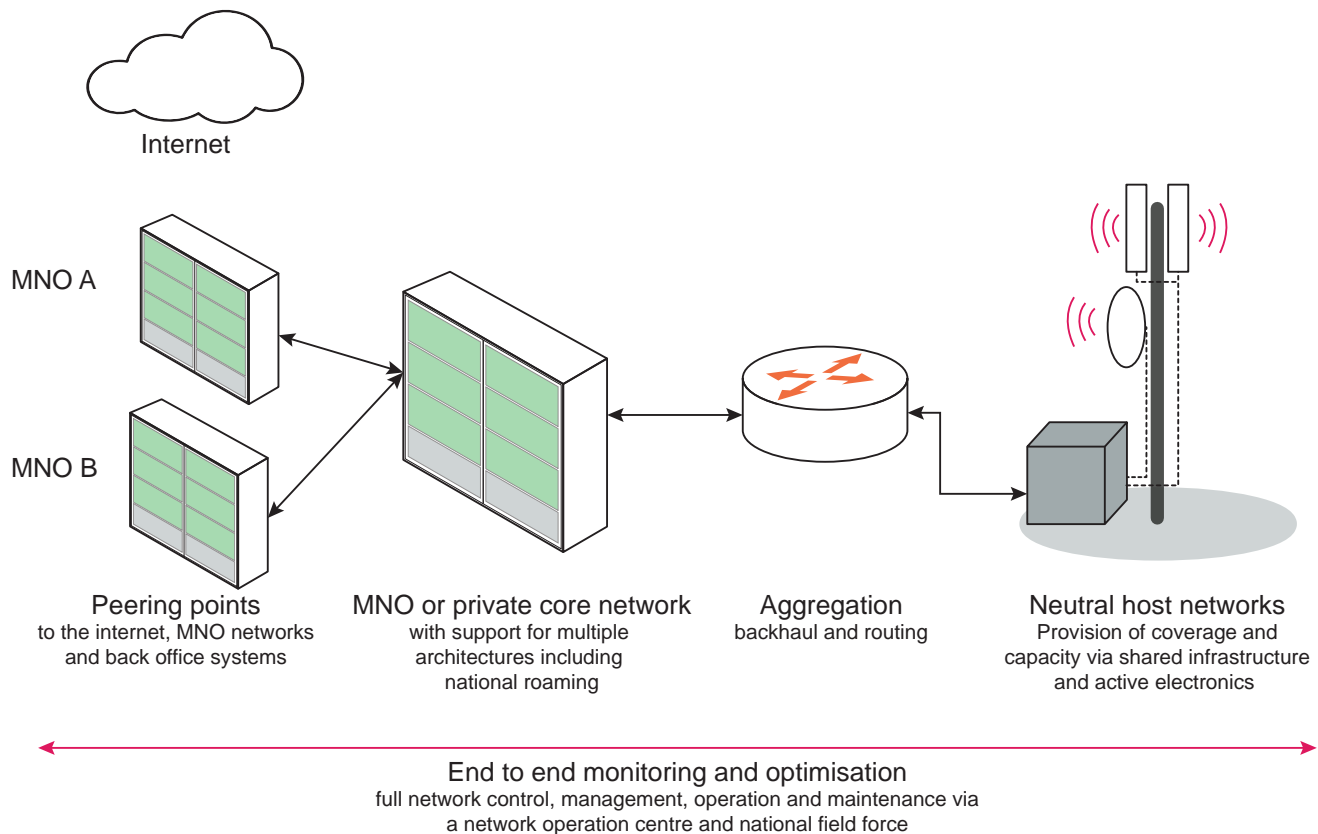 Internet
MNO A
MNO B
Peering points
to the internet, MNO networks
and back office systems
MNO or private core network
with support for multiple
architectures including
national roaming
Aggregation
backhaul and routing
Neutral host networks
Provision of coverage and
capacity via shared infrastructure
and active electronics
End to end monitoring and optimisation
full network control, management, operation and maintenance via
a network operation centre and national field force